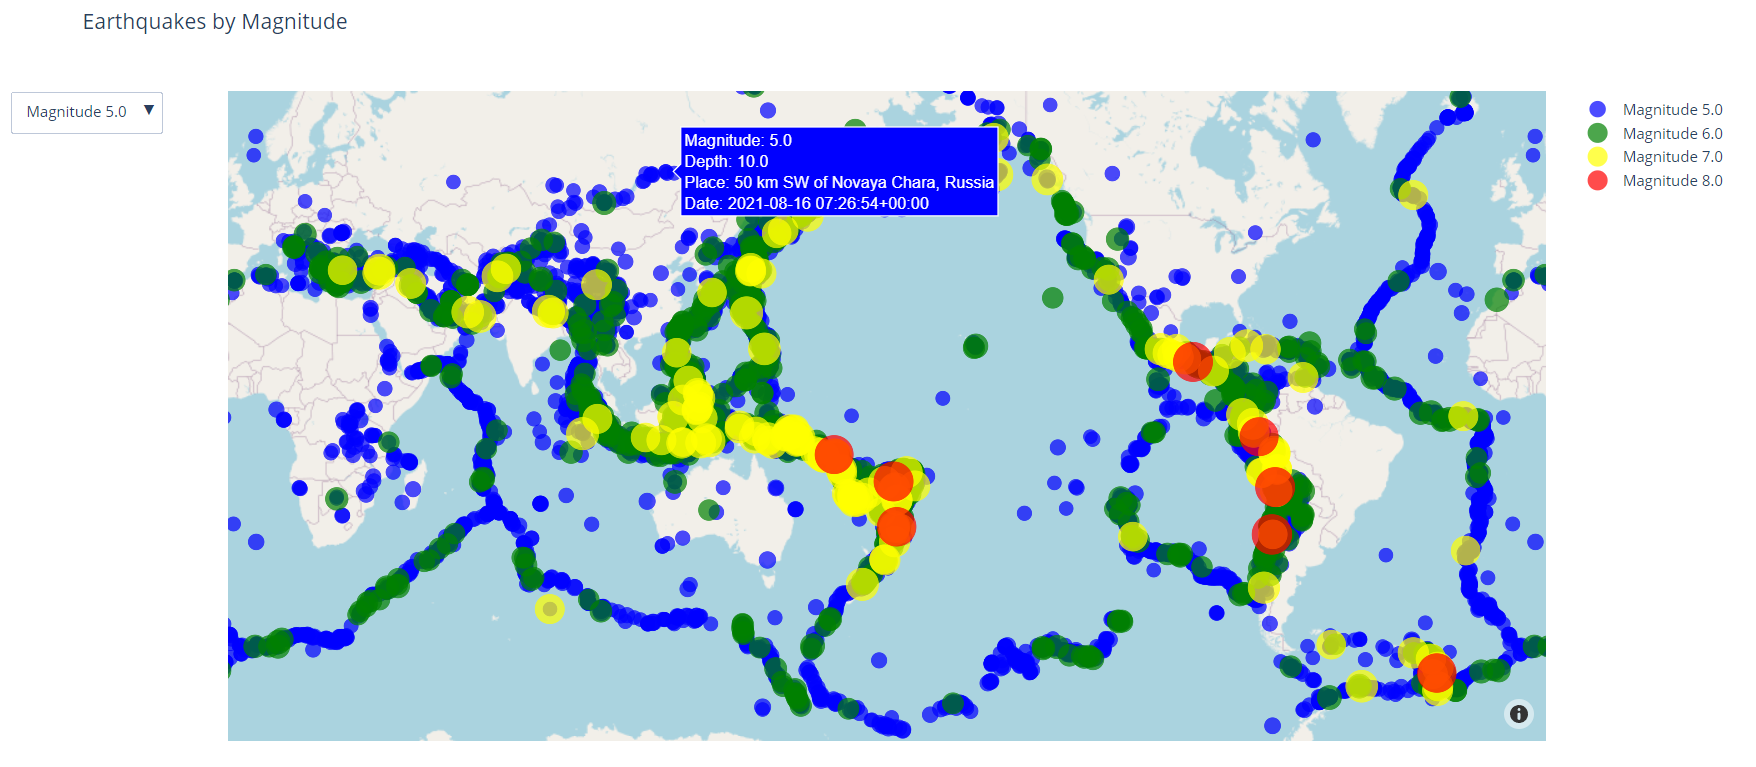 Earthquakes by Magnitude
Magnitude 5.0 ▼
Magnitude: 5.0
Depth: 10.0
Place: 50 km SW of Novaya Chara, Russia
Date: 2021-08-16 07:26:54+00:00
Magnitude 5.0
Magnitude 6.0
Magnitude 7.0
Magnitude 8.0